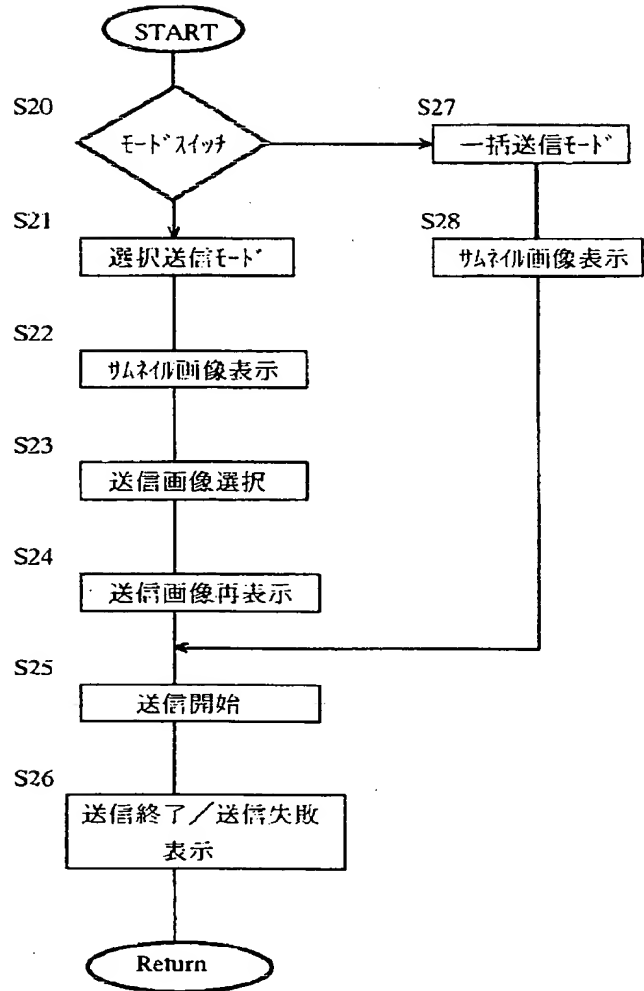 START
S20
モードスイッチ
S27
一括送信モード
S21
選択送信モード
S28
サムネイル画像表示
S22
サムネイル画像表示
S23
送信画像選択
S24
送信画像再表示
S25
送信開始
S26
送信終了／送信失敗
表示
Return